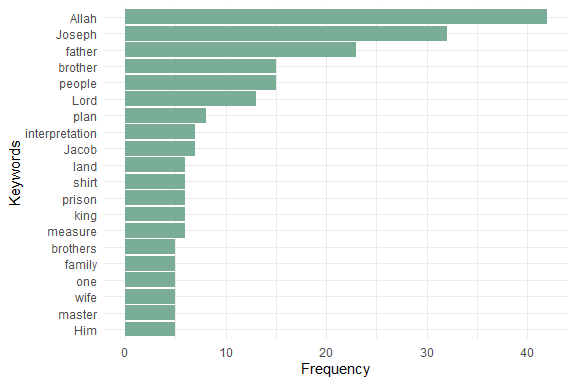 Allah
Joseph
father
brother
people
Lord
plan
interpretation
Jacob
land
shirt
prison
king
measure
brothers
family
one
wife
master
Him
Keywords
0 10 20 30 40
Frequency